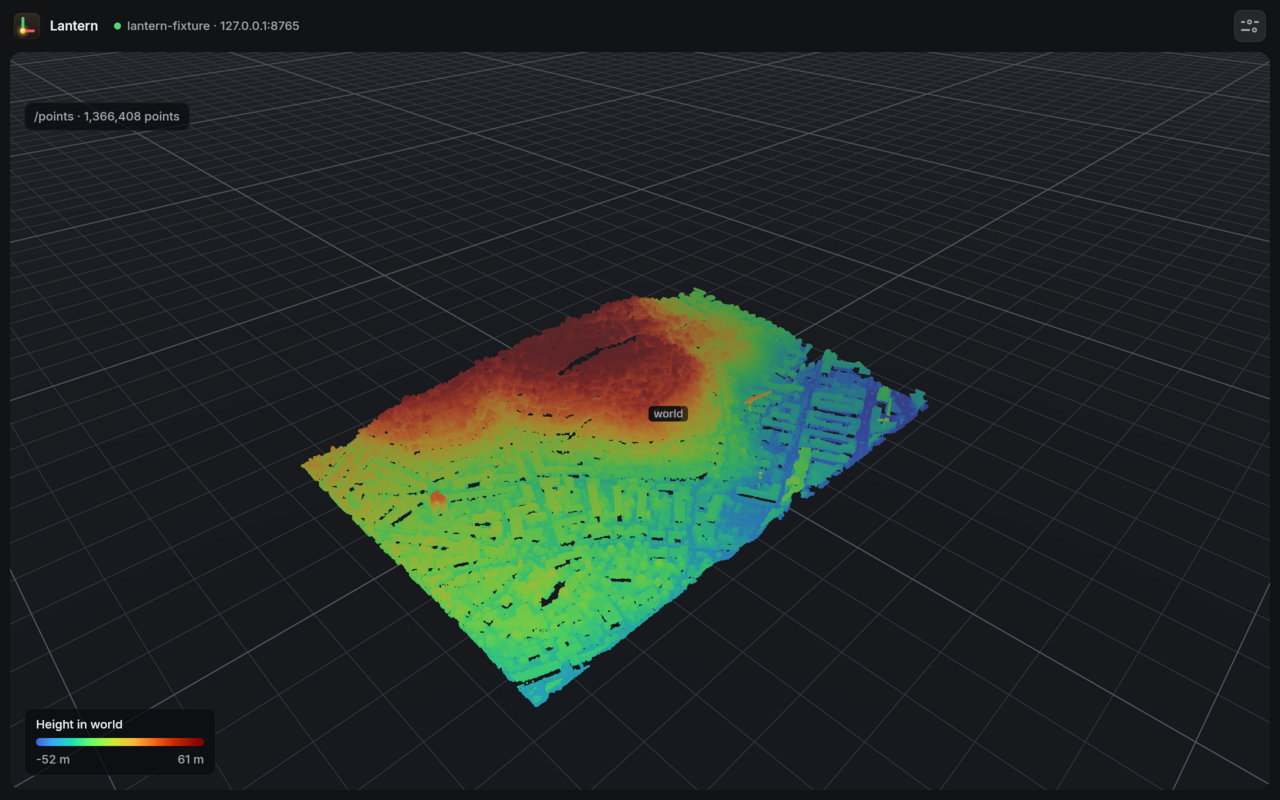 Lantern
lantern-fixture · 127.0.0.1:8765
/points · 1,366,408 points
world
Height in world
-52 m
61 m